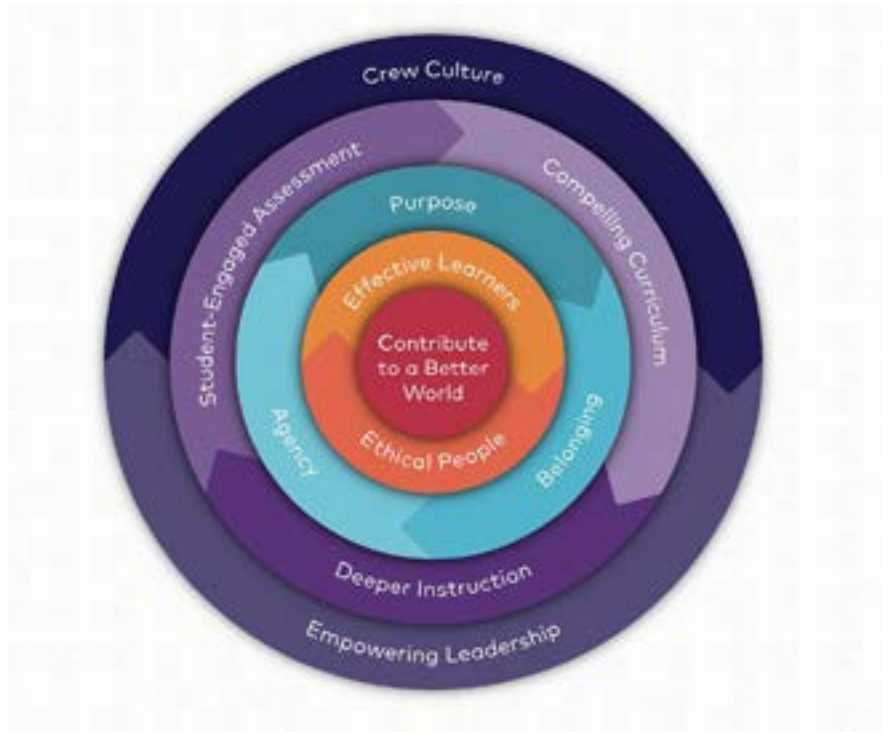 Crew Culture
Student-Engaged Assessment
Compelling Curriculum
Purpose
Effective Learners
Contribute
to a Better
World
Ethical People
Agency
Belonging
Deeper Instruction
Empowering Leadership